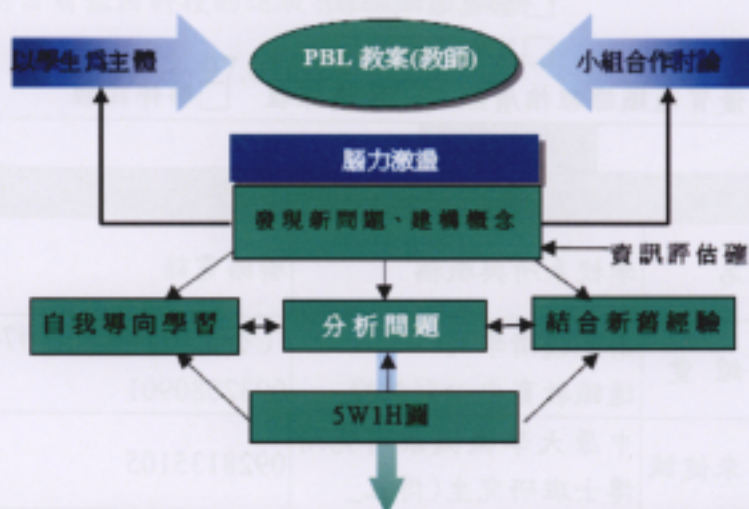 以學生為主體
PBL 教案(教師)
小組合作討論
腦力激盪
發現新問題、建構概念
資訊評估確
自我導向學習
分析問題
結合新舊經驗
5W1H圖
0928135105